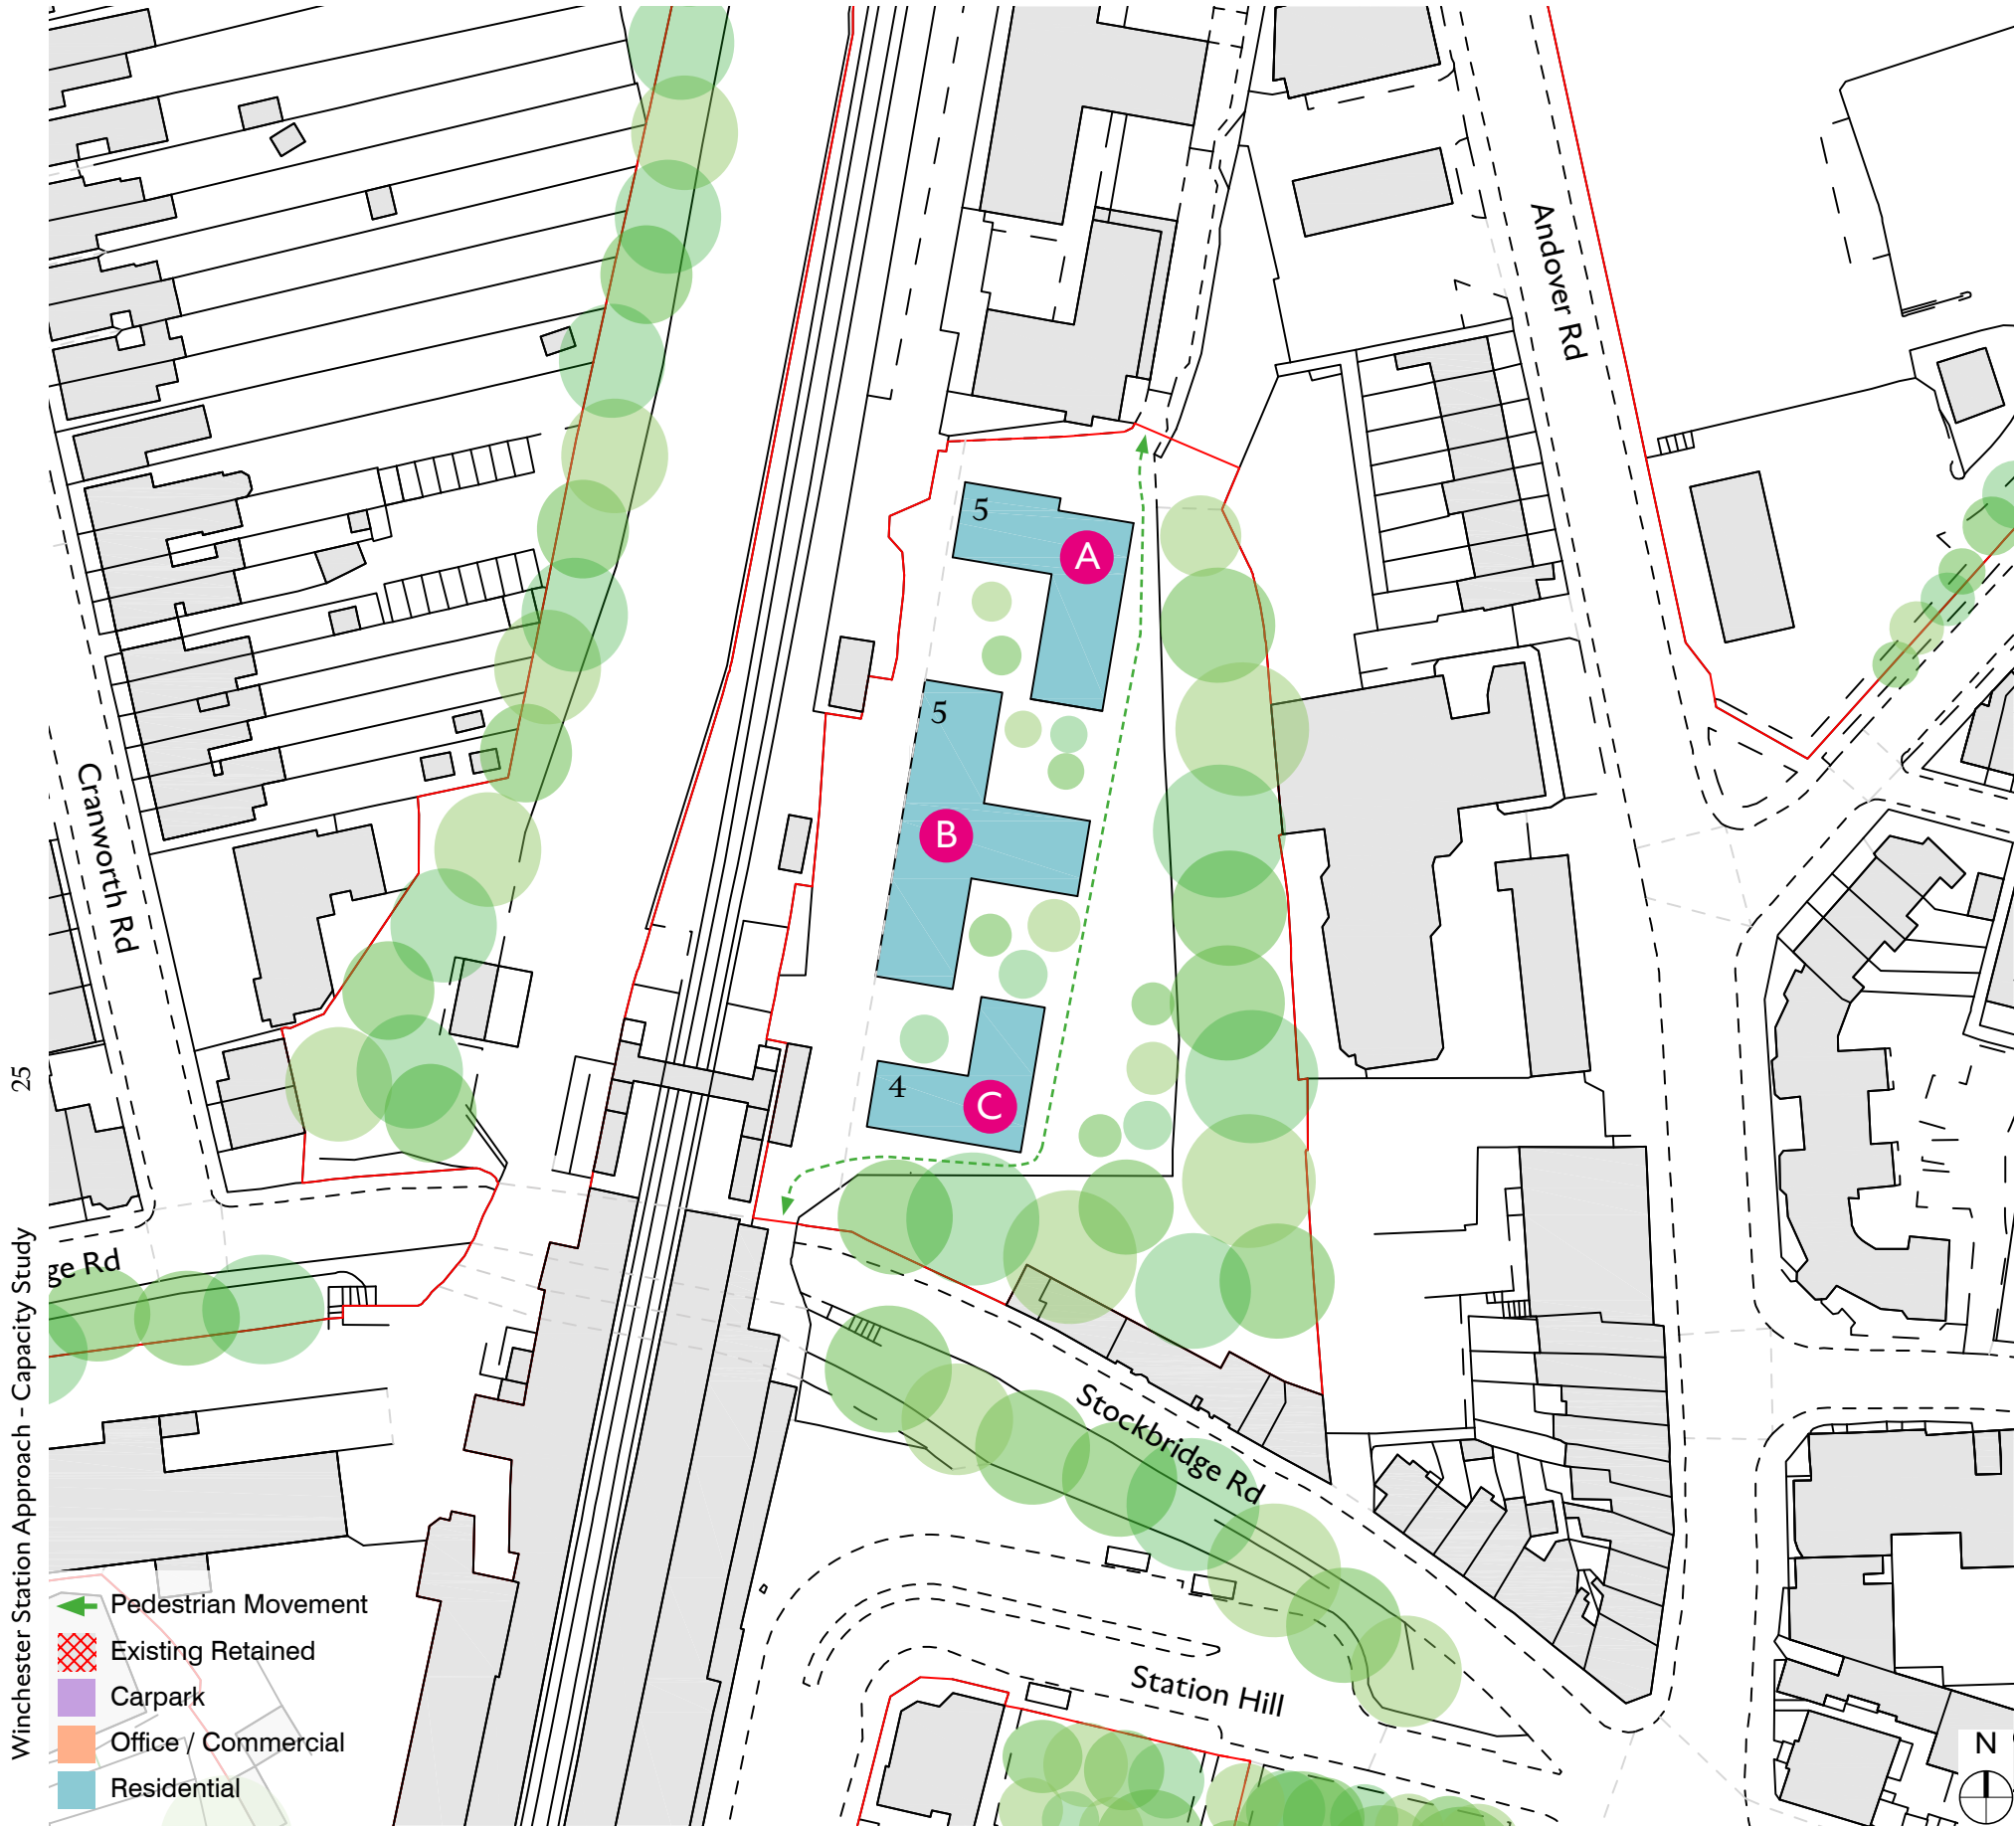 Andover Rd
5
A
5
Cranworth Rd
B
25
4
C
Winchester Station Approach - Capacity Study
ge Rd
Stockbridge Rd
Station Hill
Pedestrian Movement
Existing Retained
Carpark
Office / Commercial
Residential
N